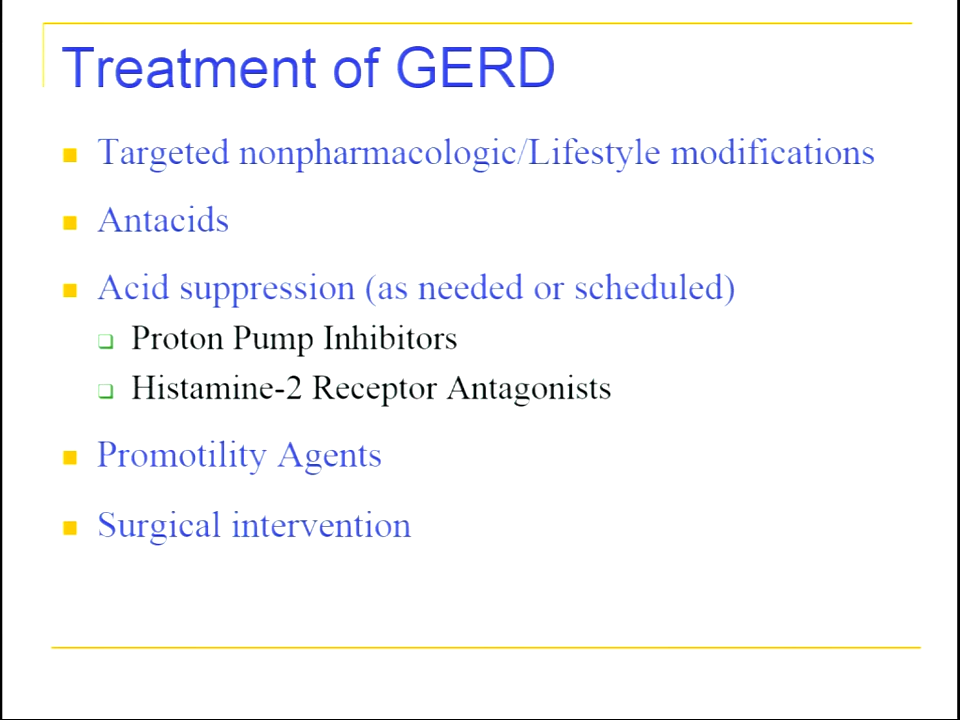 Treatment of GERD
Targeted nonpharmacologic/Lifestyle modifications
Antacids
Acid suppression (as needed or scheduled)
Proton Pump Inhibitors
Histamine-2 Receptor Antagonists
Promotility Agents
Surgical intervention